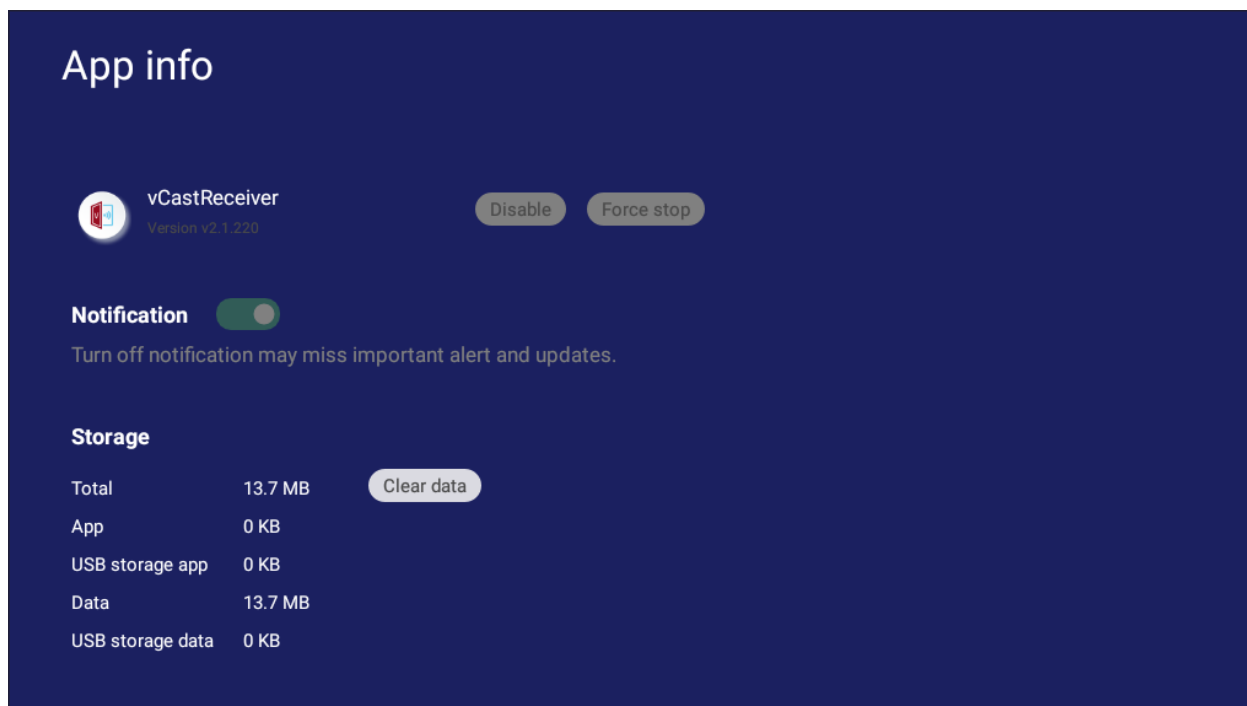 App info
vCastReceiver
Version v2.1.220
Disable
Force stop
Notification
Turn off notification may miss important alert and updates.
Storage
Total 13.7 MB Clear data
App 0 KB
USB storage app 0 KB
Data 13.7 MB
USB storage data 0 KB